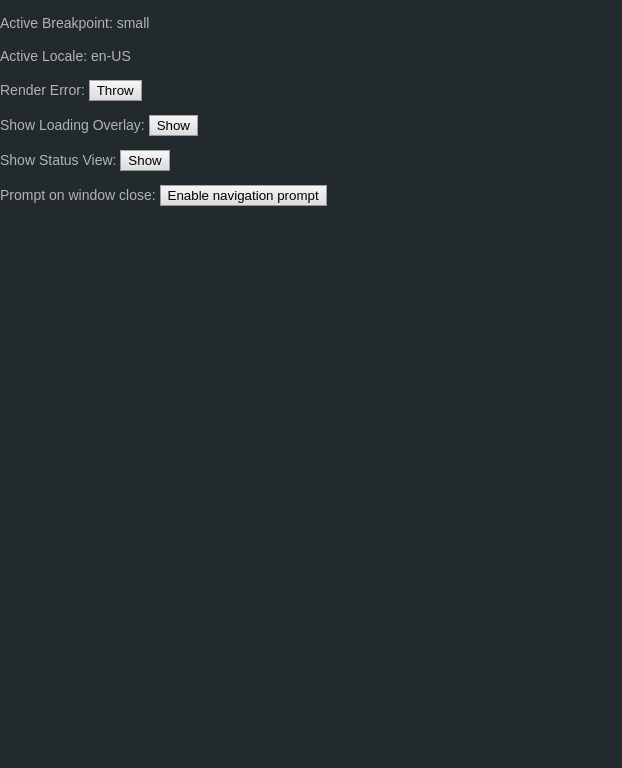 Active Breakpoint: small
Active Locale: en-US
Render Error: Throw
Show Loading Overlay: Show
Show Status View: Show
Prompt on window close: Enable navigation prompt